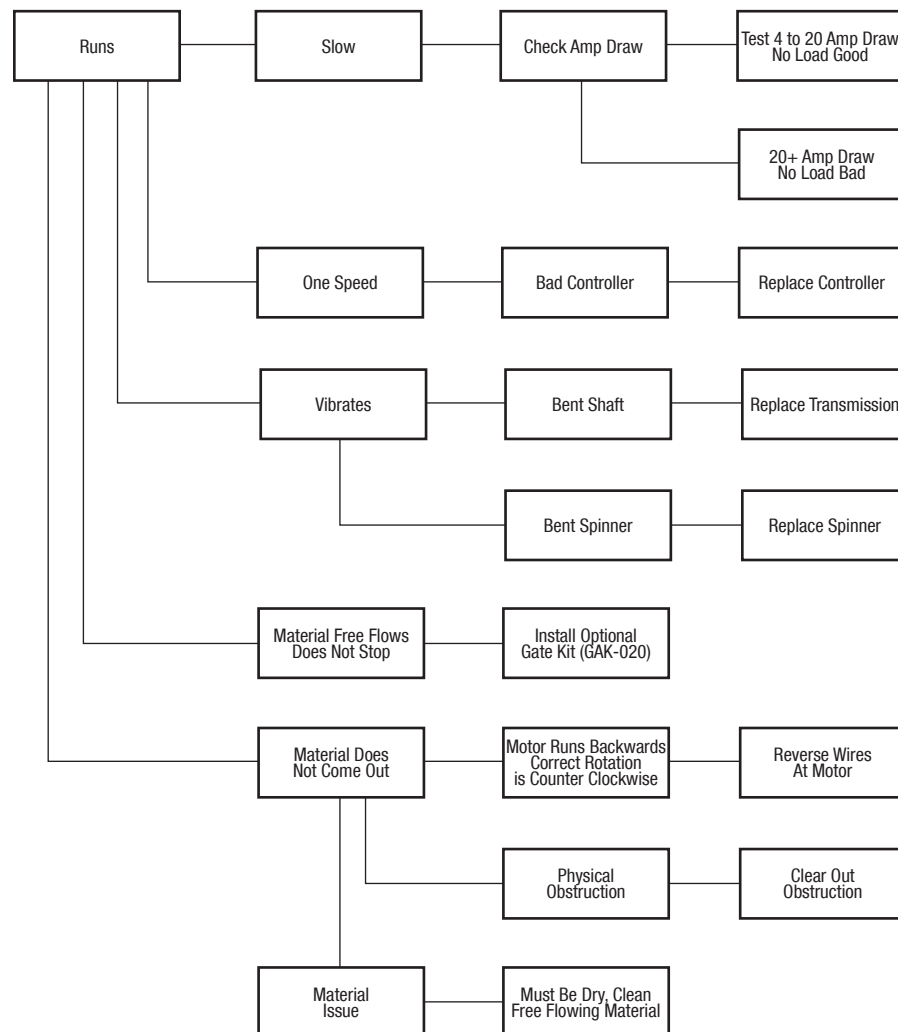 Runs
Slow
Check Amp Draw
Test 4 to 20 Amp Draw
No Load Good
20+ Amp Draw
No Load Bad
One Speed
Bad Controller
Replace Controller
Vibrates
Bent Shaft
Replace Transmission
Bent Spinner
Replace Spinner
Material Free Flows
Does Not Stop
Install Optional
Gate Kit (GAK-020)
Material Does
Not Come Out
Motor Runs Backwards
Correct Rotation
is Counter Clockwise
Reverse Wires
At Motor
Physical
Obstruction
Clear Out
Obstruction
Material
Issue
Must Be Dry, Clean
Free Flowing Material